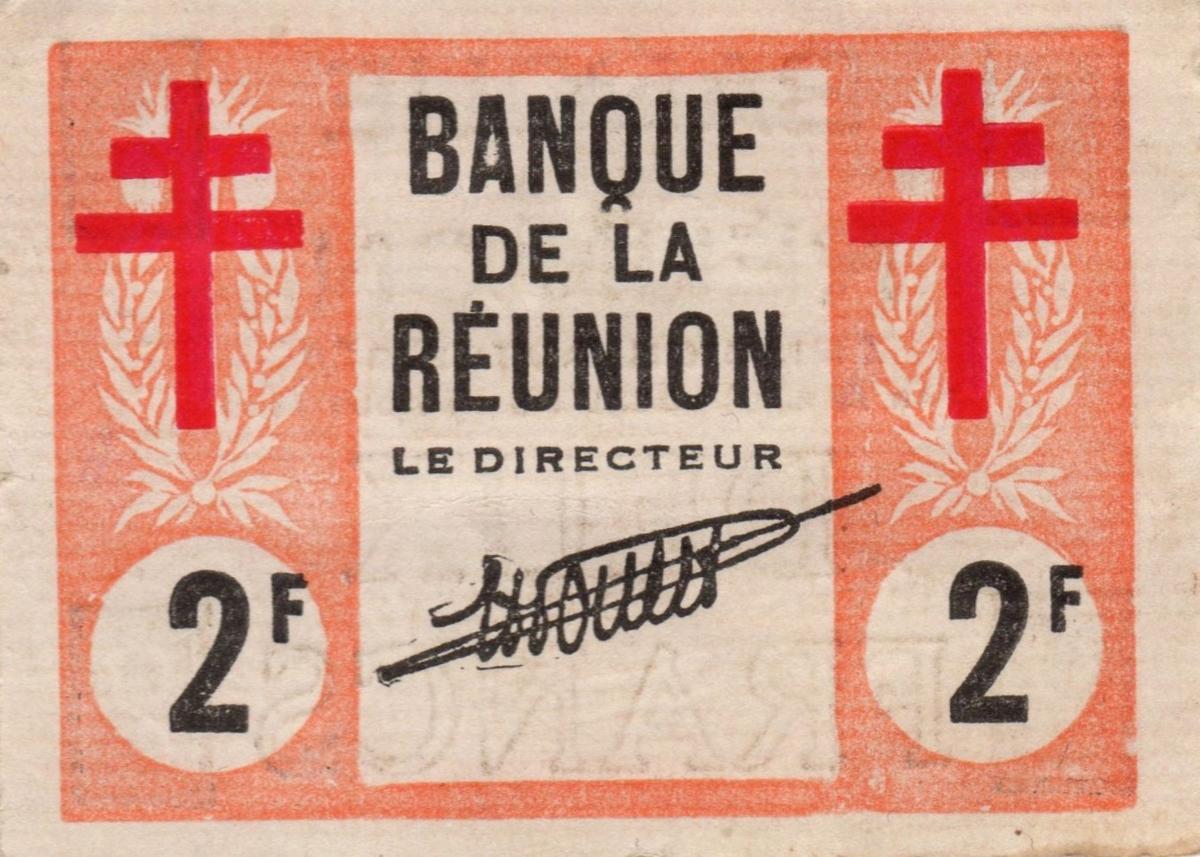 BANQUE
DE LA
RÉUNION
LE DIRECTEUR
2F
2F